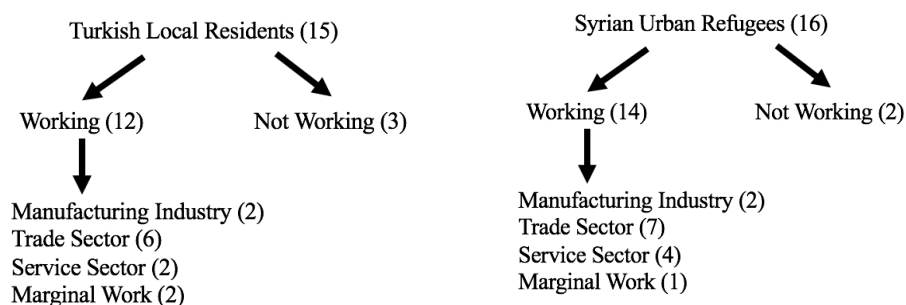 Turkish Local Residents (15)
Working (12)
Not Working (3)
Manufacturing Industry (2)
Trade Sector (6)
Service Sector (2)
Marginal Work (2)
Syrian Urban Refugees (16)
Working (14)
Not Working (2)
Manufacturing Industry (2)
Trade Sector (7)
Service Sector (4)
Marginal Work (1)